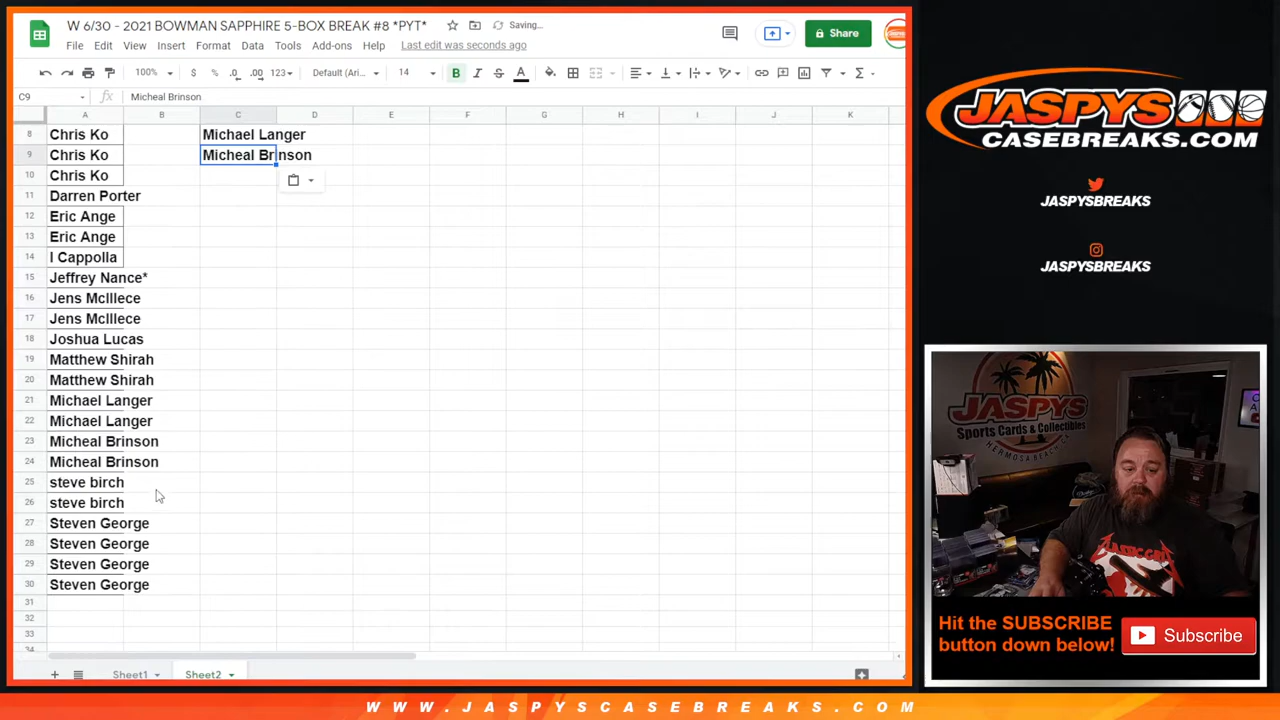 W 6/30 - 2021 BOWMAN SAPPHIRE 5-BOX BREAK #8 *PYT*
Saving...
File Edit View Insert Format Data Tools Add-ons Help Last edit was seconds ago
Share
100% $ % .0 .00 123 Default (Ari... 14 B I S A
C9 fx Micheal Brinson
A B C D E F G H I J K
8 Chris Ko Michael Langer
9 Chris Ko Micheal Brinson
10 Chris Ko
11 Darren Porter
12 Eric Ange
13 Eric Ange
14 I Cappolla
15 Jeffrey Nance*
16 Jens McIllece
17 Jens McIllece
18 Joshua Lucas
19 Matthew Shirah
20 Matthew Shirah
21 Michael Langer
22 Michael Langer
23 Micheal Brinson
24 Micheal Brinson
25 steve birch
26 steve birch
27 Steven George
28 Steven George
29 Steven George
30 Steven George
31
32
33
34
Sheet1 Sheet2
JASPYS
CASEBREAKS.COM
JASPYSBREAKS
JASPYSBREAKS
JASPYS
Sports Cards & Collectibles
HERMOSA BEACH CA
Hit the SUBSCRIBE
button down below!
Subscribe
WWW.JASPYSCASEBREAKS.COM